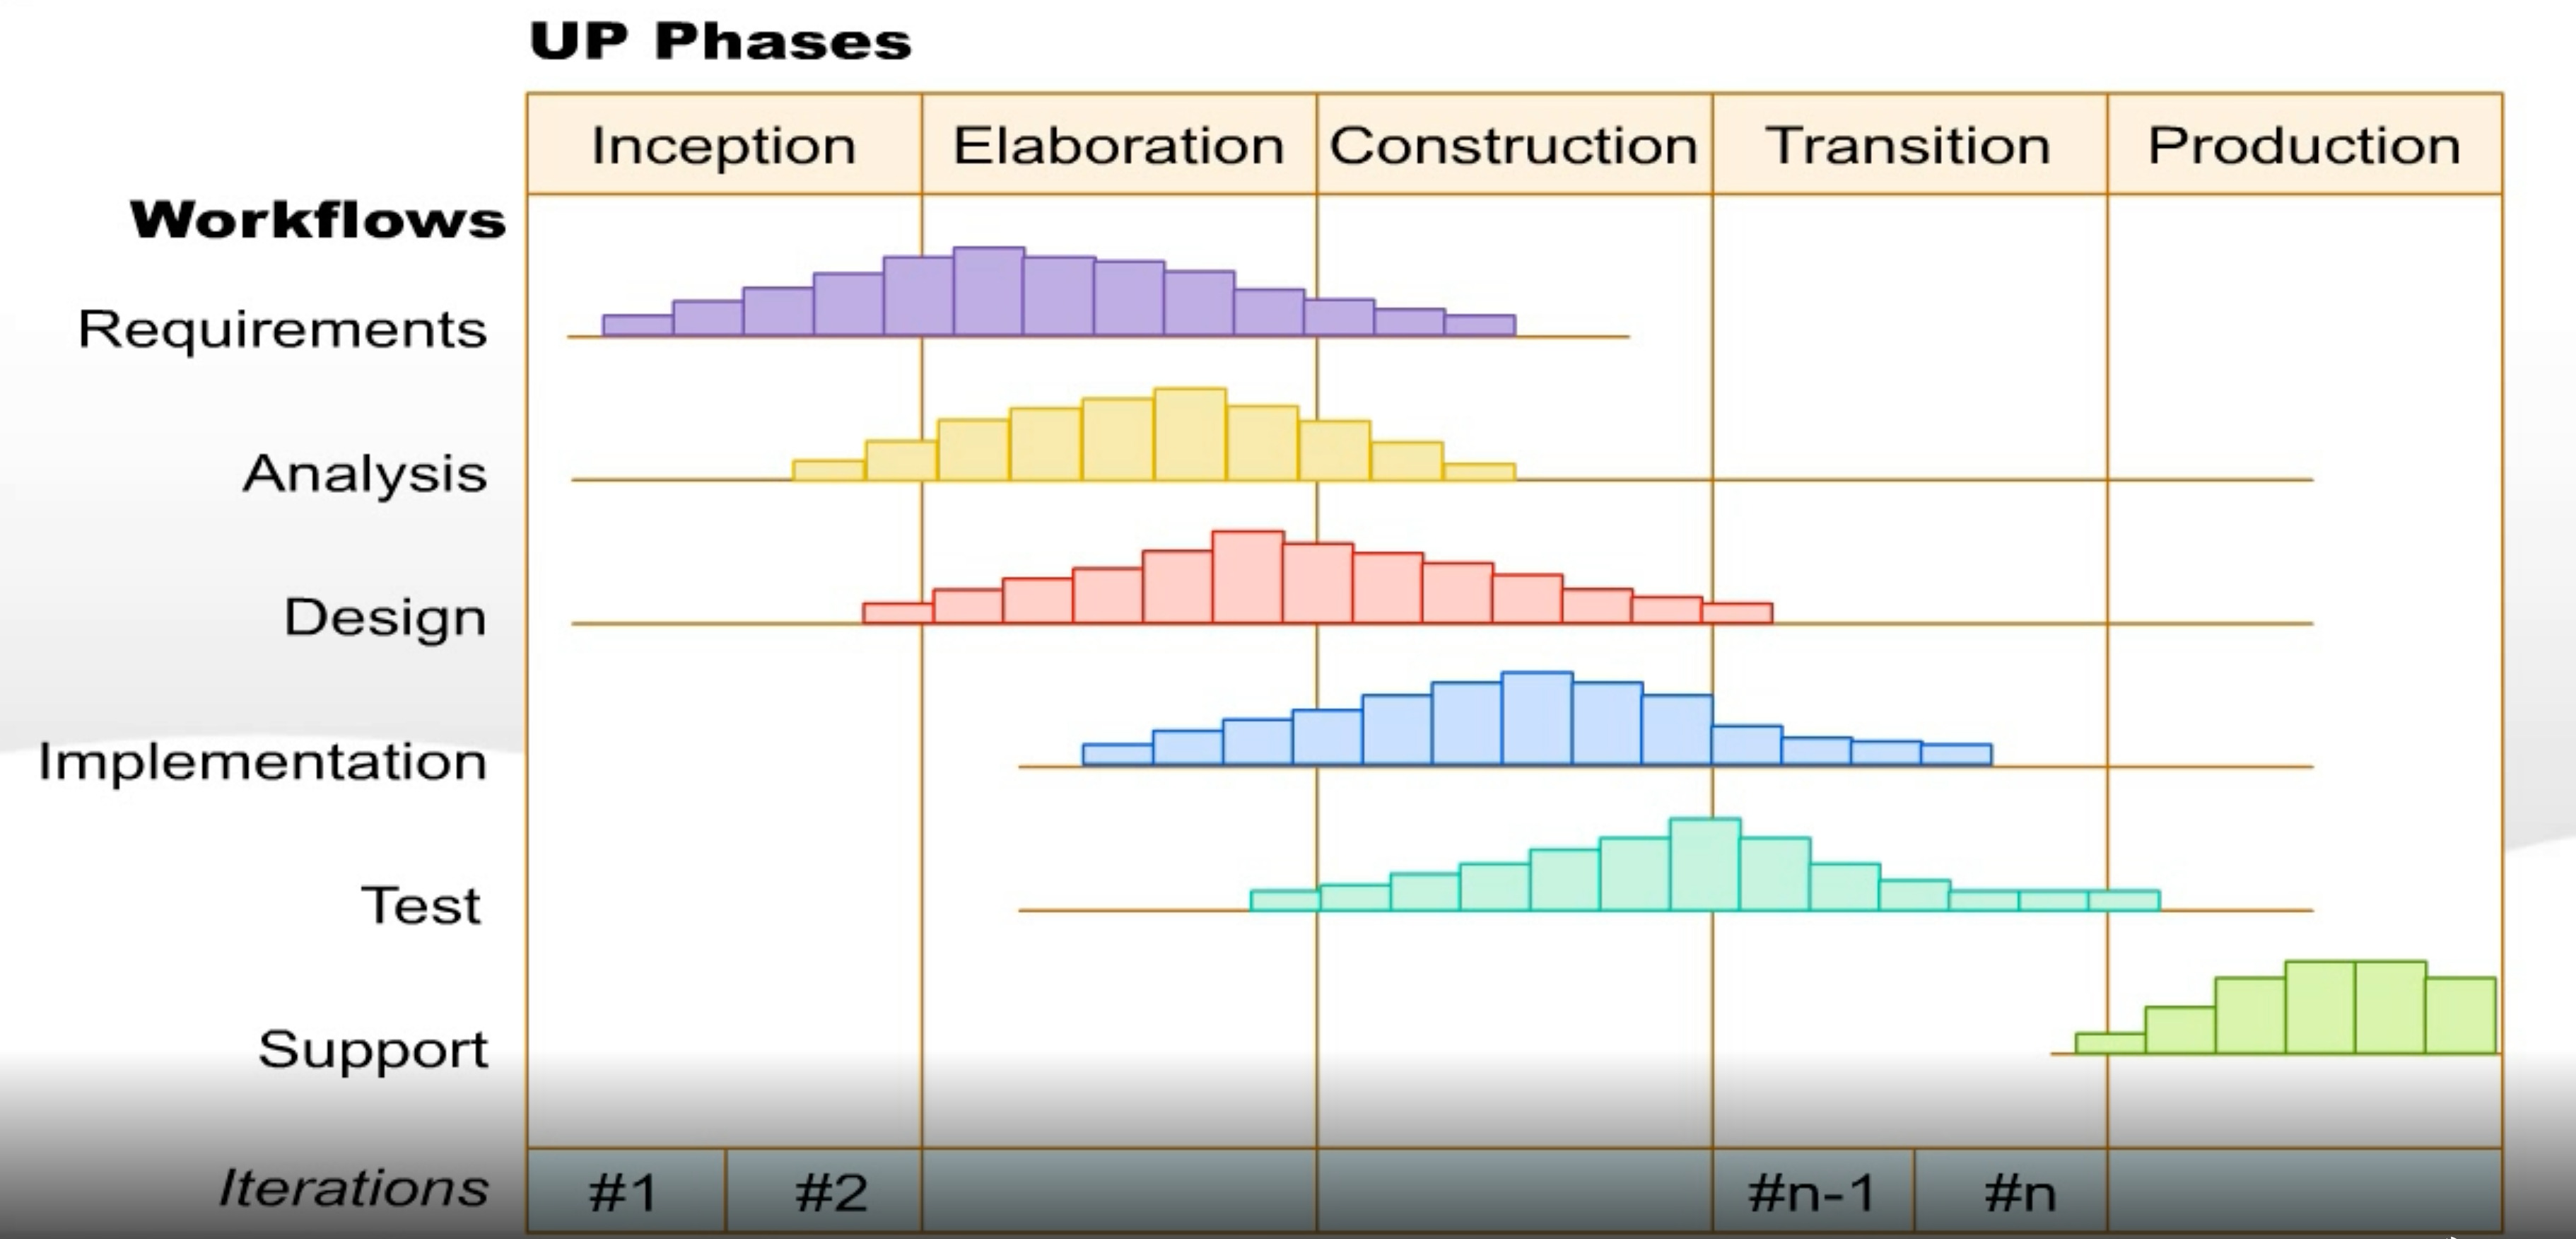 UP Phases
Inception Elaboration Construction Transition Production
Workflows
Requirements
Analysis
Design
Implementation
Test
Support
Iterations #1 #2 #n-1 #n